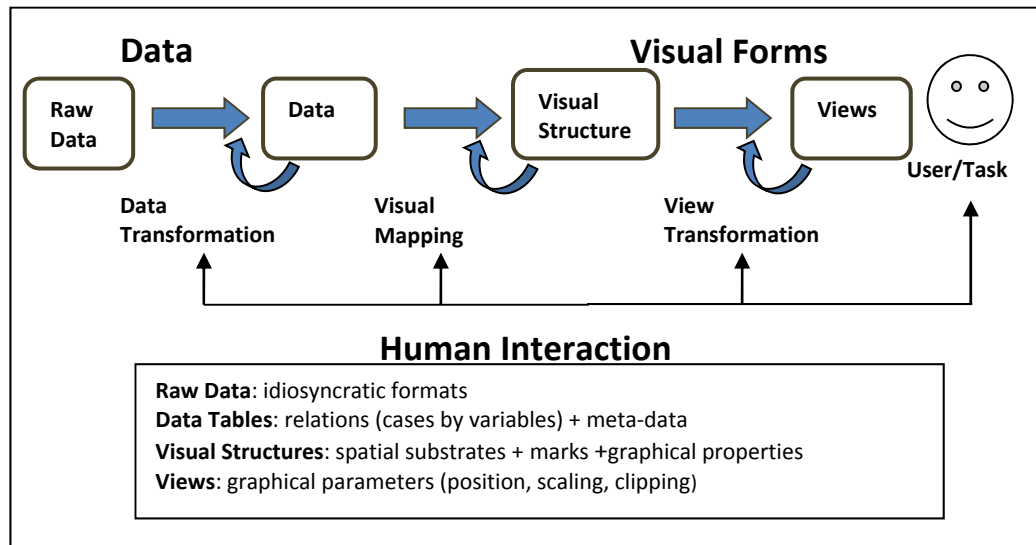 Data
Visual Forms
Raw
Data
Data
Visual
Structure
Views
User/Task
Data
Transformation
Visual
Mapping
View
Transformation
Human Interaction
Raw Data: idiosyncratic formats
Data Tables: relations (cases by variables) + meta-data
Visual Structures: spatial substrates + marks +graphical properties
Views: graphical parameters (position, scaling, clipping)